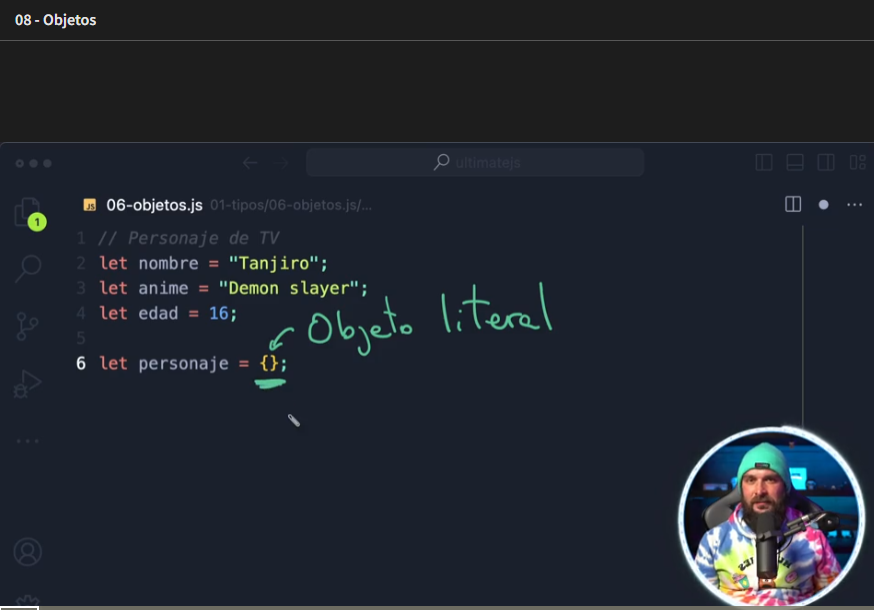 08 - Objetos
ultimatejs
JS 06-objetos.js 01-tipos/06-objetos.js/...
1
1 // Personaje de TV
2 let nombre = "Tanjiro";
3 let anime = "Demon slayer";
4 let edad = 16;
5
Objeto literal
6 let personaje = {};